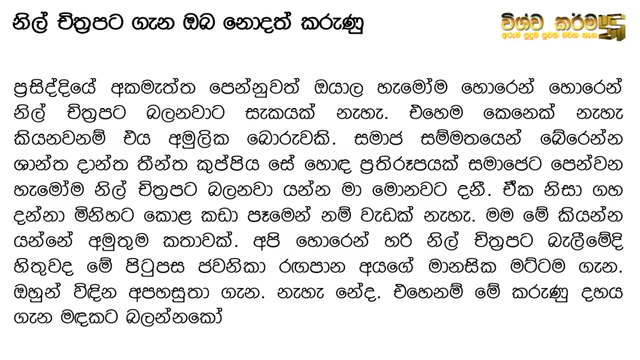 නිල් චිත්‍රපට ගැන ඔබ නොදත් කරුණු
විශ්ව කර්ම
ප්‍රසිද්දියේ අකමැත්ත පෙන්නුවත් ඔයාල හැමෝම හොරෙන් හොරෙන්
නිල් චිත්‍රපට බලනවාට සැකයක් නැහැ. එහෙම කෙනෙක් නැහැ
කියනවනම් එය අමූලික බොරුවකි. සමාජ සම්මතයෙන් බේරෙන්න
ශාන්ත දාන්ත තීන්ත කුප්පිය සේ හොඳ ප්‍රතිරූපයක් සමාජෙට පෙන්වන
හැමෝම නිල් චිත්‍රපට බලනවා යන්න මා මොනවට දනී. ඒක නිසා ගහ
දන්නා මිනිහට කොළ කඩා පෑමෙන් නම් වැඩක් නැහැ. මම මේ කියන්න
යන්නේ අමුතුම කතාවක්. අපි හොරෙන් හරි නිල් චිත්‍රපට බැලීමේදි
හිතුවද මේ පිටුපස ජවනිකා රඟපාන අයගේ මානසික මට්ටම ගැන.
ඔහුන් විඳින අපහසුතා ගැන. නැහැ නේද. එහෙනම් මේ කරුණු දහය
ගැන මඳකට බලන්නකෝ